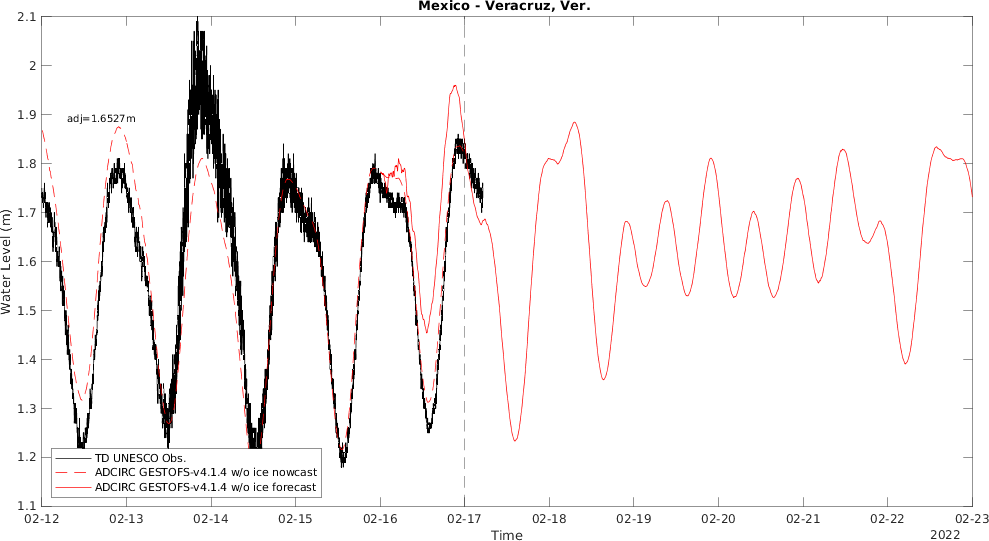 Mexico - Veracruz, Ver.
2.1
2
1.9
1.8
1.7
1.6
1.5
1.4
1.3
1.2
1.1
Water Level (m)
adj=1.6527m
TD UNESCO Obs.
ADCIRC GESTOFS-v4.1.4 w/o ice nowcast
ADCIRC GESTOFS-v4.1.4 w/o ice forecast
02-12 02-13 02-14 02-15 02-16 02-17 02-18 02-19 02-20 02-21 02-22 02-23
Time
2022